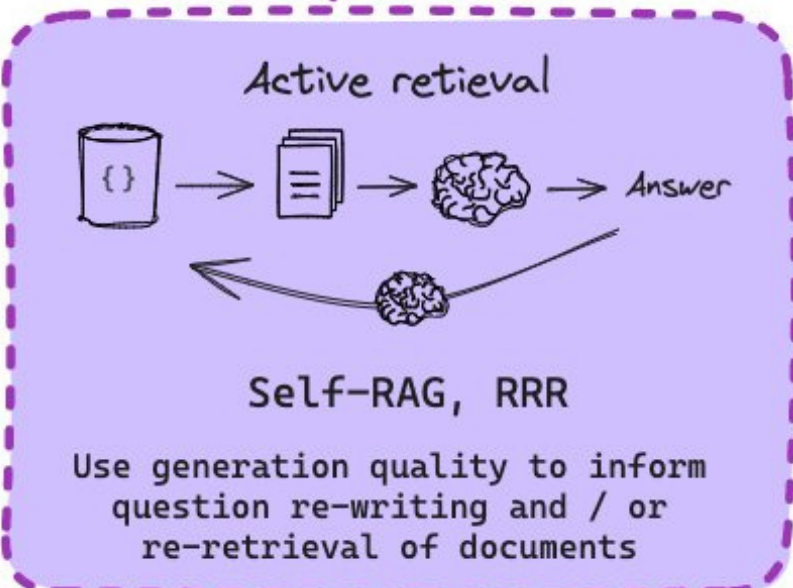 Active retieval
{}
Answer
Self-RAG, RRR
Use generation quality to inform
question re-writing and / or
re-retrieval of documents